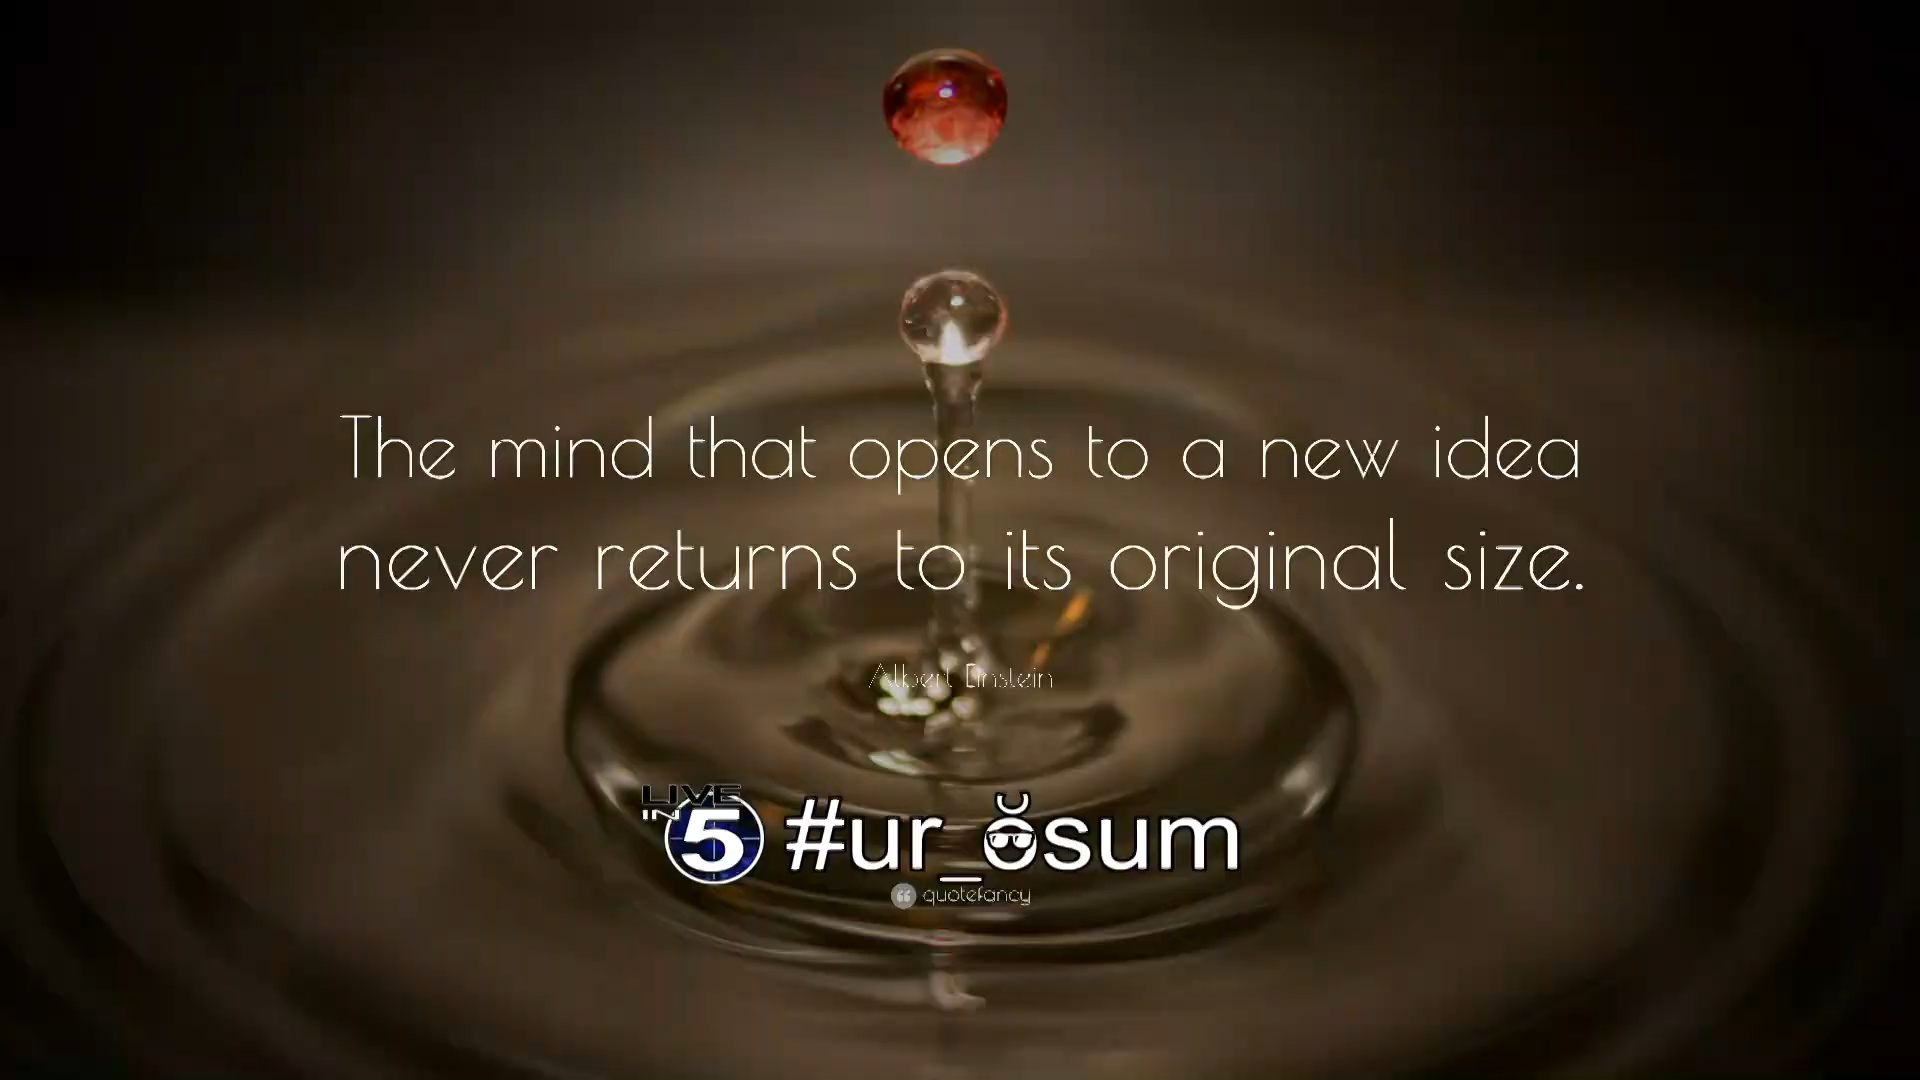 The mind that opens to a new idea
never returns to its original size.
Albert Einstein
LIVE
IN 5 #ur_ŏsum
quotefancy